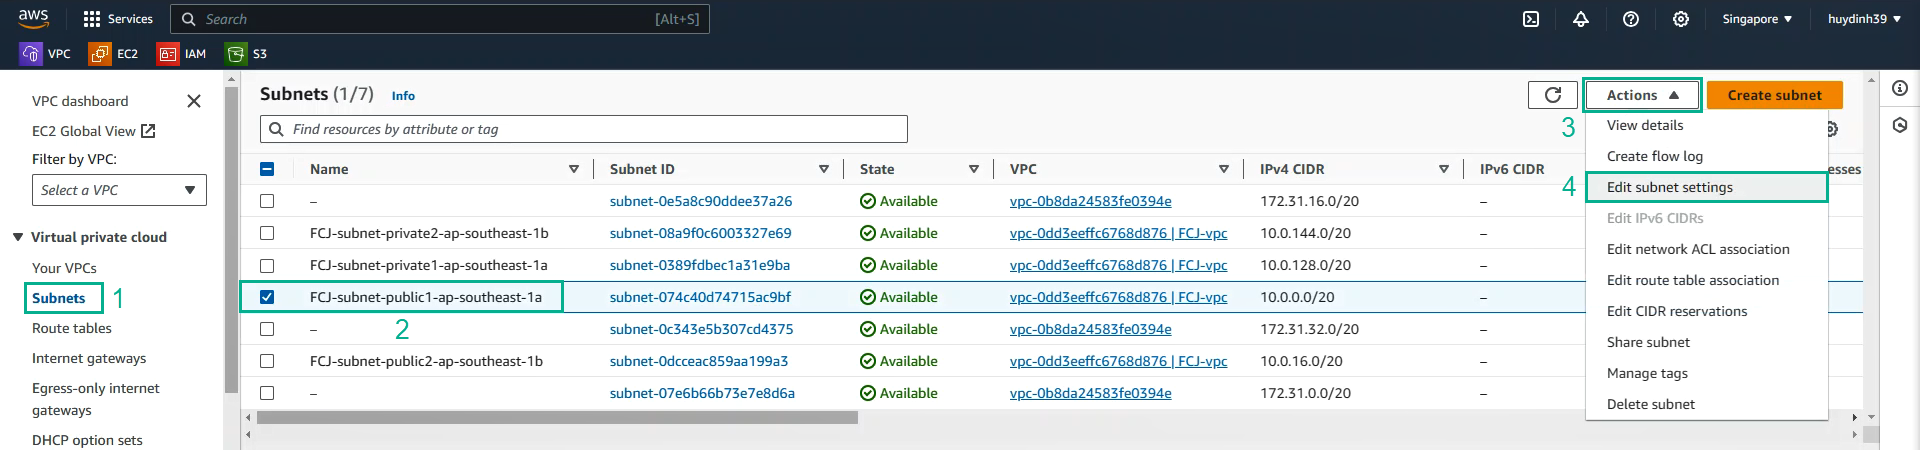 aws
Services
Search
[Alt+S]
Singapore
huydinh39
VPC
EC2
IAM
S3
VPC dashboard
EC2 Global View
Filter by VPC:
Select a VPC
Virtual private cloud
Your VPCs
Subnets
1
Route tables
Internet gateways
Egress-only internet
gateways
DHCP option sets
Subnets (1/7) Info
Actions
Create subnet
Find resources by attribute or tag
3
View details
Create flow log
4
Edit subnet settings
Edit IPv6 CIDRs
Edit network ACL association
Edit route table association
Edit CIDR reservations
Share subnet
Manage tags
Delete subnet
Name Subnet ID State VPC IPv4 CIDR IPv6 CIDR esses
– subnet-0e5a8c90ddee37a26 Available vpc-0b8da24583fe0394e 172.31.16.0/20 –
FCJ-subnet-private2-ap-southeast-1b subnet-08a9f0c6003327e69 Available vpc-0dd3eeffc6768d876 | FCJ-vpc 10.0.144.0/20 –
FCJ-subnet-private1-ap-southeast-1a subnet-0389fdbec1a31e9ba Available vpc-0dd3eeffc6768d876 | FCJ-vpc 10.0.128.0/20 –
FCJ-subnet-public1-ap-southeast-1a subnet-074c40d74715ac9bf Available vpc-0dd3eeffc6768d876 | FCJ-vpc 10.0.0.0/20 –
2
– subnet-0c343e5b307cd4375 Available vpc-0b8da24583fe0394e 172.31.32.0/20 –
FCJ-subnet-public2-ap-southeast-1b subnet-0dcceac859aa199a3 Available vpc-0dd3eeffc6768d876 | FCJ-vpc 10.0.16.0/20 –
– subnet-07e6b66b73e7e8d6a Available vpc-0b8da24583fe0394e 172.31.0.0/20 –